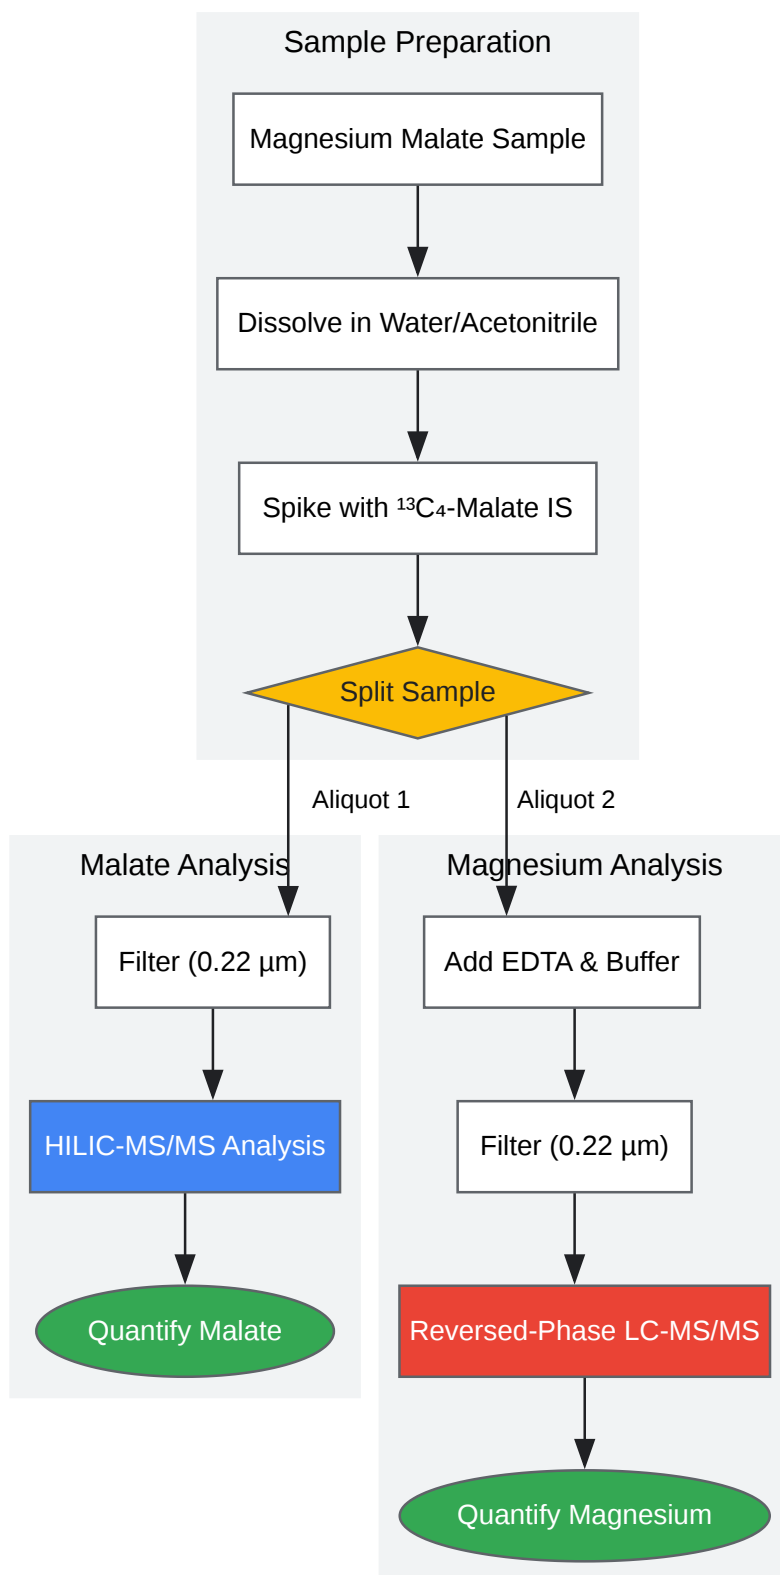 Sample Preparation
Magnesium Malate Sample
Dissolve in Water/Acetonitrile
Spike with ¹³C₄-Malate IS
Split Sample
Aliquot 1
Aliquot 2
Malate Analysis
Filter (0.22 µm)
HILIC-MS/MS Analysis
Quantify Malate
Magnesium Analysis
Add EDTA & Buffer
Filter (0.22 µm)
Reversed-Phase LC-MS/MS
Quantify Magnesium